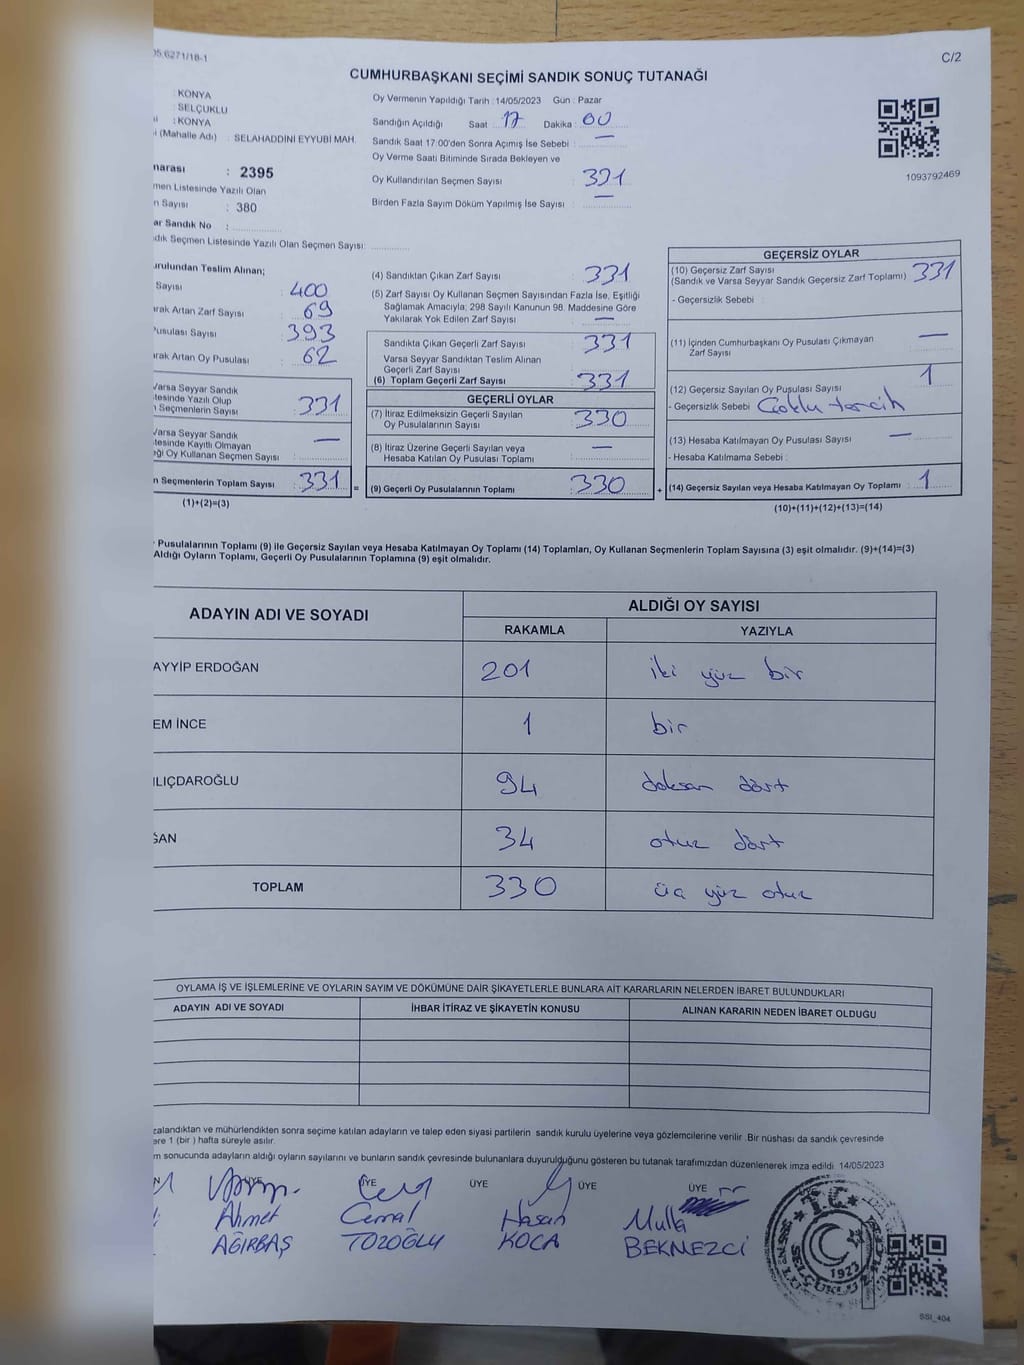 05.6271/18-1
C/2
CUMHURBAŞKANI SEÇİMİ SANDIK SONUÇ TUTANAĞI
: KONYA
: SELÇUKLU
: KONYA
(Mahalle Adı) : SELAHADDİNİ EYYUBİ MAH.
Oy Vermenin Yapıldığı Tarih : 14/05/2023 Gün : Pazar
Sandığın Açıldığı Saat : 17 Dakika : 00
Sandık Saat 17:00'den Sonra Açımış İse Sebebi : —
Oy Verme Saati Bitiminde Sırada Bekleyen ve
Oy Kullandırılan Seçmen Sayısı 331
Birden Fazla Sayım Döküm Yapılmış İse Sayısı : —
1093792469
narası : 2395
men Listesinde Yazılı Olan
n Sayısı : 380
ar Sandık No :
dık Seçmen Listesinde Yazılı Olan Seçmen Sayısı:
urulundan Teslim Alınan;
Sayısı : 400
rak Artan Zarf Sayısı : 69
Pusulası Sayısı : 393
rak Artan Oy Pusulası : 62
Varsa Seyyar Sandık
tesinde Yazılı Olup
n Seçmenlerin Sayısı : 331
Varsa Seyyar Sandık
tesinde Kayıtlı Olmayan
ği Oy Kullanan Seçmen Sayısı : —
n Seçmenlerin Toplam Sayısı : 331 =
(1)+(2)=(3)
(4) Sandıktan Çıkan Zarf Sayısı : 331
(5) Zarf Sayısı Oy Kullanan Seçmen Sayısından Fazla İse, Eşitliği
Sağlamak Amacıyla; 298 Sayılı Kanunun 98. Maddesine Göre
Yakılarak Yok Edilen Zarf Sayısı : —
Sandıkta Çıkan Geçerli Zarf Sayısı : 331
Varsa Seyyar Sandıktan Teslim Alınan
Geçerli Zarf Sayısı :
(6) Toplam Geçerli Zarf Sayısı : 331
GEÇERLİ OYLAR
(7) İtiraz Edilmeksizin Geçerli Sayılan
Oy Pusulalarının Sayısı : 330
(8) İtiraz Üzerine Geçerli Sayılan veya
Hesaba Katılan Oy Pusulası Toplamı : —
(9) Geçerli Oy Pusulalarının Toplamı : 330 +
GEÇERSİZ OYLAR
(10) Geçersiz Zarf Sayısı
(Sandık ve Varsa Seyyar Sandık Geçersiz Zarf Toplamı) : 331
- Geçersizlik Sebebi :
(11) İçinden Cumhurbaşkanı Oy Pusulası Çıkmayan
Zarf Sayısı : —
(12) Geçersiz Sayılan Oy Pusulası Sayısı : 1
- Geçersizlik Sebebi : Çoklu tercih
(13) Hesaba Katılmayan Oy Pusulası Sayısı : —
- Hesaba Katılmama Sebebi :
(14) Geçersiz Sayılan veya Hesaba Katılmayan Oy Toplamı : 1
(10)+(11)+(12)+(13)=(14)
Pusulalarının Toplamı (9) ile Geçersiz Sayılan veya Hesaba Katılmayan Oy Toplamı (14) Toplamları, Oy Kullanan Seçmenlerin Toplam Sayısına (3) eşit olmalıdır. (9)+(14)=(3)
Aldığı Oyların Toplamı, Geçerli Oy Pusulalarının Toplamına (9) eşit olmalıdır.
ADAYIN ADI VE SOYADI
ALDIĞI OY SAYISI
RAKAMLA YAZIYLA
AYYİP ERDOĞAN 201 iki yüz bir
EM İNCE 1 bir
ILIÇDAROĞLU 94 doksan dört
ĞAN 34 otuz dört
TOPLAM 330 üç yüz otuz
OYLAMA İŞ VE İŞLEMLERİNE VE OYLARIN SAYIM VE DÖKÜMÜNE DAİR ŞİKAYETLERLE BUNLARA AİT KARARLARIN NELERDEN İBARET BULUNDUKLARI
ADAYIN ADI VE SOYADI İHBAR İTİRAZ VE ŞİKAYETİN KONUSU ALINAN KARARIN NEDEN İBARET OLDUĞU
zalandıktan ve mühürlendikten sonra seçime katılan adayların ve talep eden siyasi partilerin sandık kurulu üyelerine veya gözlemcilerine verilir. Bir nüshası da sandık çevresinde
ere 1 (bir ) hafta süreyle asılır.
m sonucunda adayların aldığı oyların sayılarını ve bunların sandık çevresinde bulunanlara duyurulduğunu gösteren bu tutanak tarafımızdan düzenlenerek imza edildi. 14/05/2023
N ÜYE ÜYE ÜYE ÜYE ÜYE
Ahmet Cemal Hasan Mulla
AĞIRBAŞ TOZOĞLU KOCA BEKMEZCİ
T.C.
SELÇUKLU
1923
SSI_404